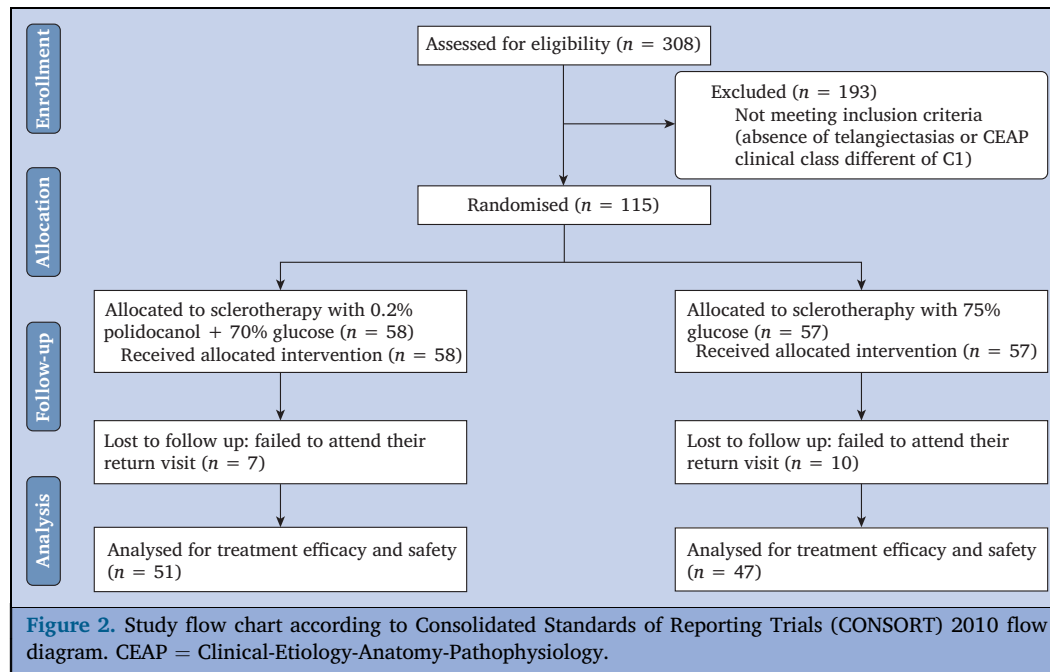 Enrollment
Assessed for eligibility (n = 308)
Excluded (n = 193)
Not meeting inclusion criteria
(absence of telangiectasias or CEAP
clinical class different of C1)
Allocation
Randomised (n = 115)
Allocated to sclerotherapy with 0.2%
polidocanol + 70% glucose (n = 58)
Received allocated intervention (n = 58)
Allocated to sclerotheraphy with 75%
glucose (n = 57)
Received allocated intervention (n = 57)
Follow-up
Lost to follow up: failed to attend their
return visit (n = 7)
Lost to follow up: failed to attend their
return visit (n = 10)
Analysis
Analysed for treatment efficacy and safety
(n = 51)
Analysed for treatment efficacy and safety
(n = 47)
Figure 2. Study flow chart according to Consolidated Standards of Reporting Trials (CONSORT) 2010 flow
diagram. CEAP = Clinical-Etiology-Anatomy-Pathophysiology.